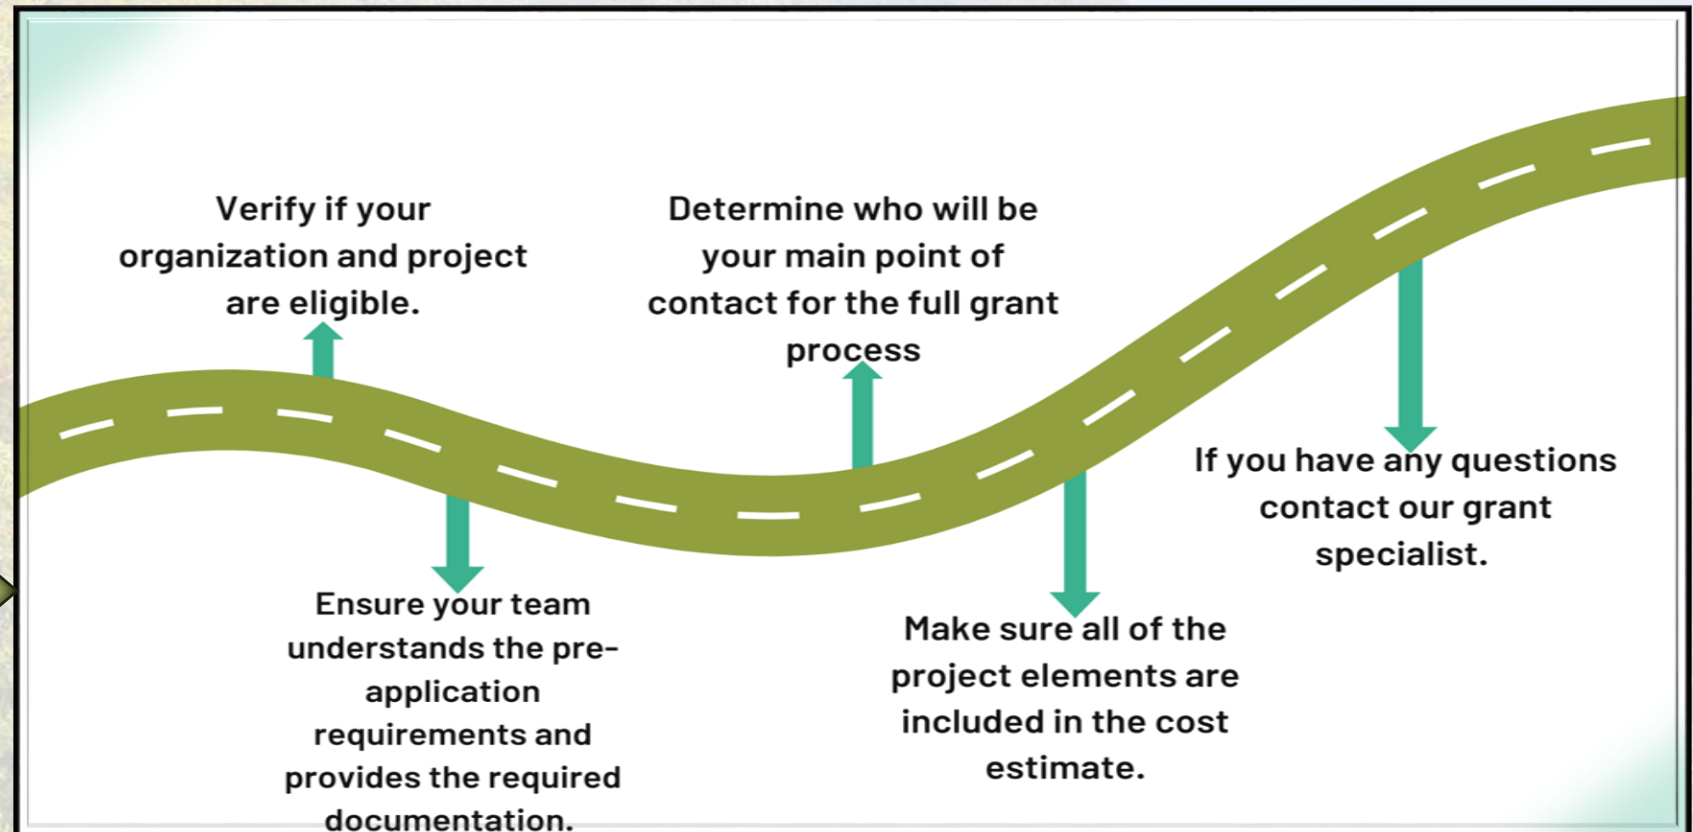 Verify if your
organization and project
are eligible.
Ensure your team
understands the pre-
application
requirements and
provides the required
documentation.
Determine who will be
your main point of
contact for the full grant
process
Make sure all of the
project elements are
included in the cost
estimate.
If you have any questions
contact our grant
specialist.